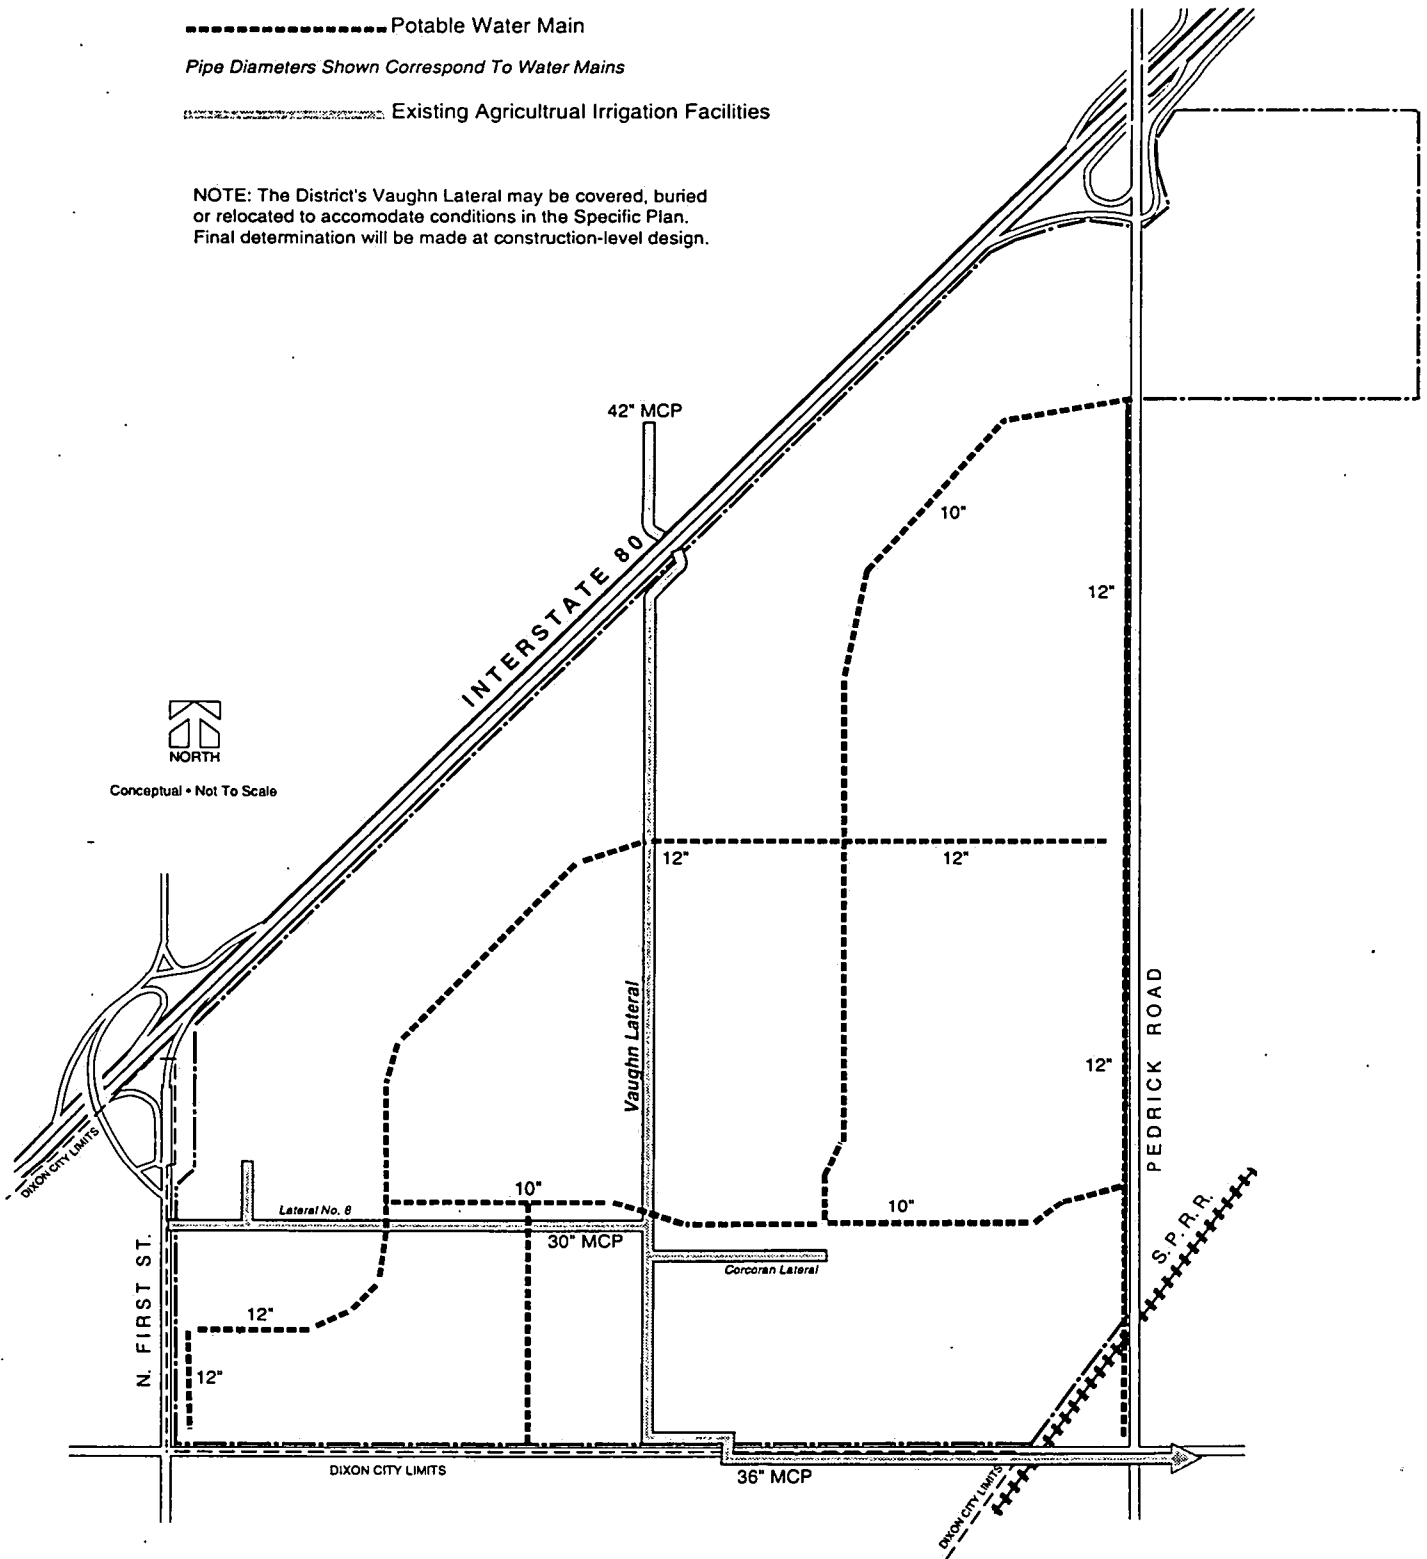 Potable Water Main
Pipe Diameters Shown Correspond To Water Mains
Existing Agricultrual Irrigation Facilities
NOTE: The District's Vaughn Lateral may be covered, buried
or relocated to accomodate conditions in the Specific Plan.
Final determination will be made at construction-level design.
42" MCP
10"
INTERSTATE 80
12"
NORTH
Conceptual • Not To Scale
12"
12"
Vaughn Lateral
PEDRICK ROAD
12"
DIXON CITY LIMITS
10"
Lateral No. 8
10"
30" MCP
S. P. R. R.
Corcoran Lateral
N. FIRST ST.
12"
12"
DIXON CITY LIMITS
36" MCP
DIXON CITY LIMITS